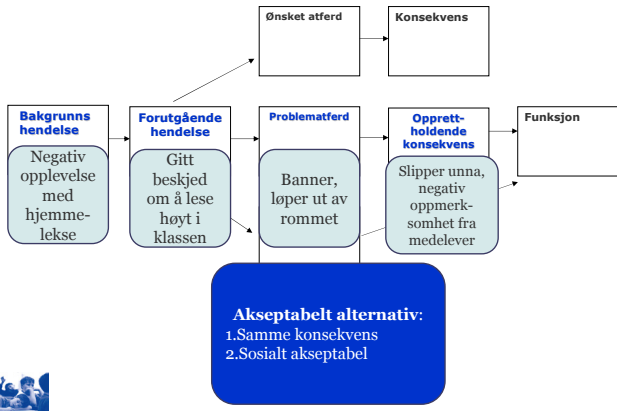 Ønsket atferd
Konsekvens
Bakgrunns
hendelse
Negativ
opplevelse
med
hjemme-
lekse
Forutgående
hendelse
Gitt
beskjed
om å lese
høyt i
klassen
Problematferd
Banner,
løper ut av
rommet
Opprett-
holdende
konsekvens
Slipper unna,
negativ
oppmerk-
somhet fra
medelever
Funksjon
Akseptabelt alternativ:
1.Samme konsekvens
2.Sosialt akseptabel